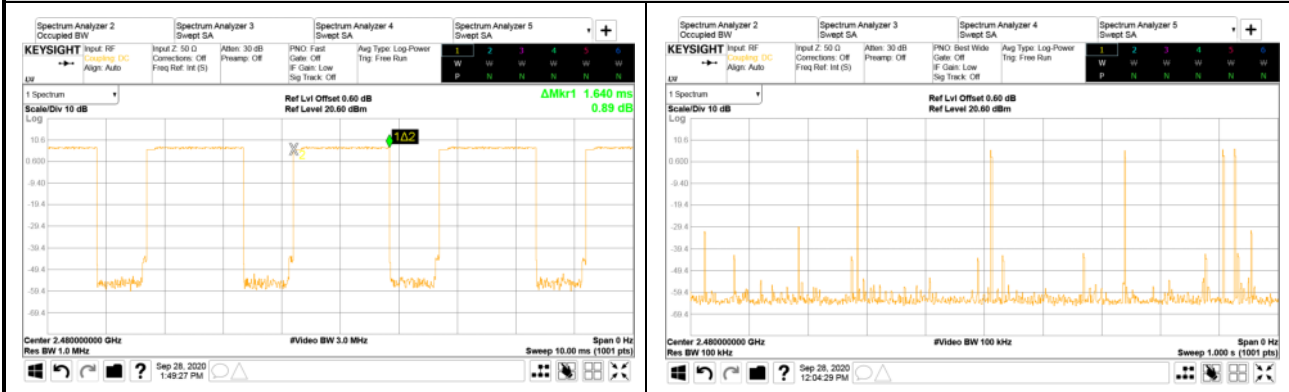 Spectrum Analyzer 2
Occupied BW
Spectrum Analyzer 3
Swept SA
Spectrum Analyzer 4
Swept SA
Spectrum Analyzer 5
Swept SA
KEYSIGHT
Input: RF
Coupling: DC
Align: Auto
Input Z: 50 Ω
Corrections: Off
Freq Ref: Int (S)
Atten: 30 dB
Preamp: Off
PNO: Fast
Gate: Off
IF Gain: Low
Sig Track: Off
Avg Type: Log-Power
Trig: Free Run
1 2 3 4 5 6
W W W W W W
P N N N N N
1 Spectrum
Scale/Div 10 dB
Log
Ref Lvl Offset 0.60 dB
Ref Level 20.60 dBm
ΔMkr1 1.640 ms
0.89 dB
1Δ2
10.6
0.600
-9.40
-19.4
-29.4
-39.4
-49.4
-59.4
-69.4
Center 2.480000000 GHz
Res BW 1.0 MHz
#Video BW 3.0 MHz
Span 0 Hz
Sweep 10.00 ms (1001 pts)
Sep 28, 2020
1:49:27 PM
Spectrum Analyzer 2
Occupied BW
Spectrum Analyzer 3
Swept SA
Spectrum Analyzer 4
Swept SA
Spectrum Analyzer 5
Swept SA
KEYSIGHT
Input: RF
Coupling: DC
Align: Auto
Input Z: 50 Ω
Corrections: Off
Freq Ref: Int (S)
Atten: 30 dB
Preamp: Off
PNO: Best Wide
Gate: Off
IF Gain: Low
Sig Track: Off
Avg Type: Log-Power
Trig: Free Run
1 2 3 4 5 6
W W W W W W
P N N N N N
1 Spectrum
Scale/Div 10 dB
Log
Ref Lvl Offset 0.60 dB
Ref Level 20.60 dBm
10.6
0.600
-9.40
-19.4
-29.4
-39.4
-49.4
-59.4
-69.4
Center 2.480000000 GHz
Res BW 100 kHz
#Video BW 100 kHz
Span 0 Hz
Sweep 1.000 s (1001 pts)
Sep 28, 2020
12:04:29 PM